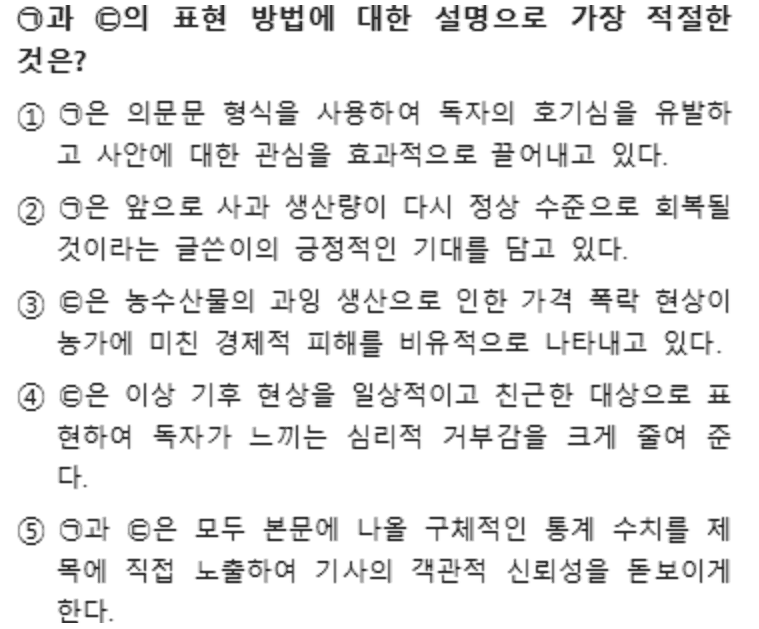 ㉠과 ㉢의 표현 방법에 대한 설명으로 가장 적절한
것은?
① ㉠은 의문문 형식을 사용하여 독자의 호기심을 유발하
고 사안에 대한 관심을 효과적으로 끌어내고 있다.
② ㉠은 앞으로 사과 생산량이 다시 정상 수준으로 회복될
것이라는 글쓴이의 긍정적인 기대를 담고 있다.
③ ㉢은 농수산물의 과잉 생산으로 인한 가격 폭락 현상이
농가에 미친 경제적 피해를 비유적으로 나타내고 있다.
④ ㉢은 이상 기후 현상을 일상적이고 친근한 대상으로 표
현하여 독자가 느끼는 심리적 거부감을 크게 줄여 준
다.
⑤ ㉠과 ㉢은 모두 본문에 나올 구체적인 통계 수치를 제
목에 직접 노출하여 기사의 객관적 신뢰성을 돋보이게
한다.